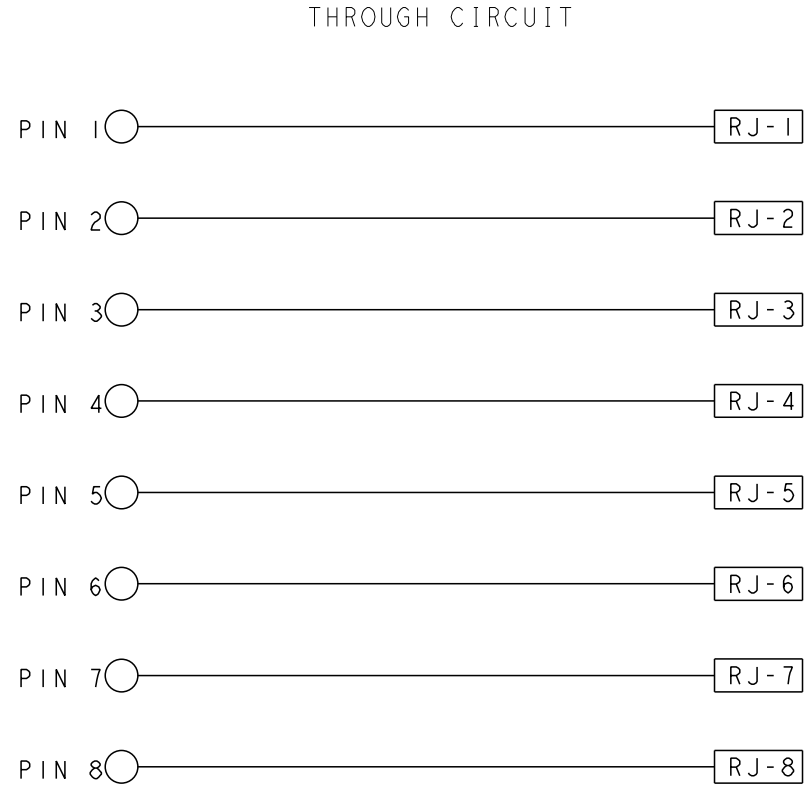 THROUGH CIRCUIT
PIN 1 RJ-1
PIN 2 RJ-2
PIN 3 RJ-3
PIN 4 RJ-4
PIN 5 RJ-5
PIN 6 RJ-6
PIN 7 RJ-7
PIN 8 RJ-8